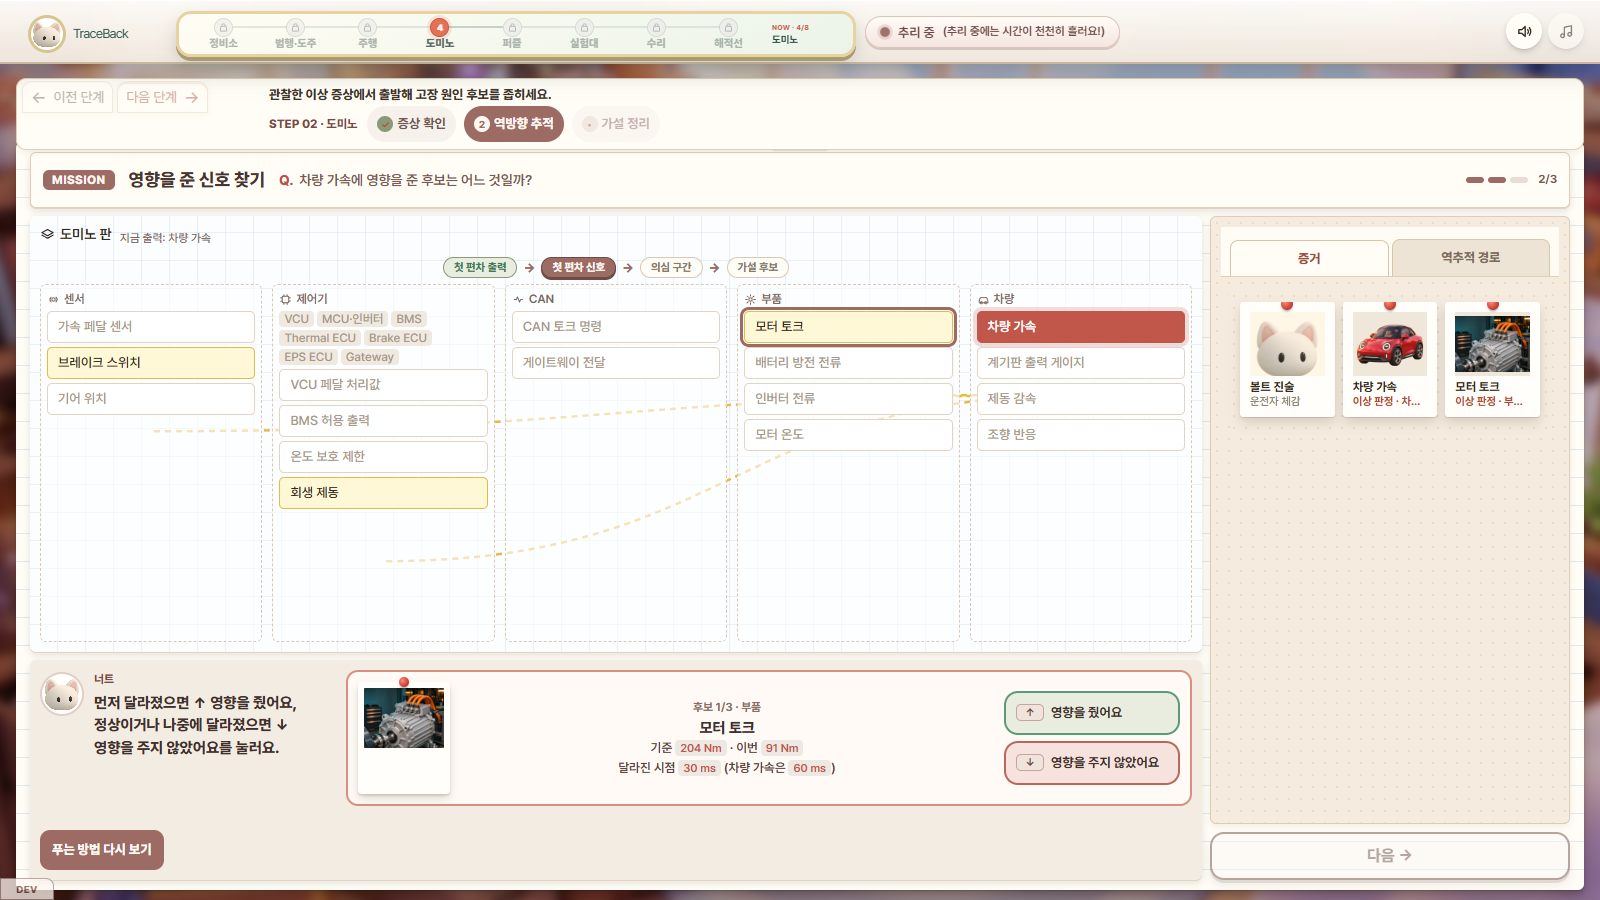 TraceBack
정비소
범행·도주
주행
4
도미노
퍼즐
실험대
수리
해적선
NOW · 4/8
도미노
추리 중 (추리 중에는 시간이 천천히 흘러요!)
← 이전 단계
다음 단계 →
관찰한 이상 증상에서 출발해 고장 원인 후보를 좁히세요.
STEP 02 · 도미노
증상 확인
2 역방향 추적
가설 정리
MISSION
영향을 준 신호 찾기
Q. 차량 가속에 영향을 준 후보는 어느 것일까?
2/3
도미노 판
지금 출력: 차량 가속
첫 편차 출력 → 첫 편차 신호 → 의심 구간 → 가설 후보
센서
가속 페달 센서
브레이크 스위치
기어 위치
제어기
VCU MCU·인버터 BMS
Thermal ECU Brake ECU
EPS ECU Gateway
VCU 페달 처리값
BMS 허용 출력
온도 보호 제한
회생 제동
CAN
CAN 토크 명령
게이트웨이 전달
부품
모터 토크
배터리 방전 전류
인버터 전류
모터 온도
차량
차량 가속
계기판 출력 게이지
제동 감속
조향 반응
증거
역추적 경로
볼트 진술
운전자 체감
차량 가속
이상 판정 · 차...
모터 토크
이상 판정 · 부...
너트
먼저 달라졌으면 ↑ 영향을 줬어요,
정상이거나 나중에 달라졌으면 ↓
영향을 주지 않았어요를 눌러요.
후보 1/3 · 부품
모터 토크
기준 204 Nm · 이번 91 Nm
달라진 시점 30 ms (차량 가속은 60 ms )
↑ 영향을 줬어요
↓ 영향을 주지 않았어요
푸는 방법 다시 보기
다음 →
DEV